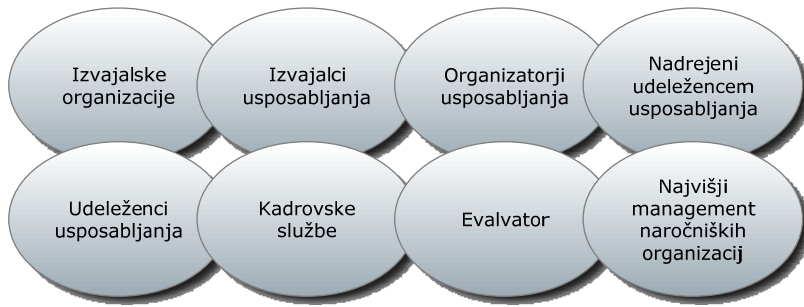 Izvajalske
organizacije
Izvajalci
usposabljanja
Organizatorji
usposabljanja
Nadrejeni
udeležencem
usposabljanja
Udeleženci
usposabljanja
Kadrovske
službe
Evalvator
Najvišji
management
naročniških
organizacij